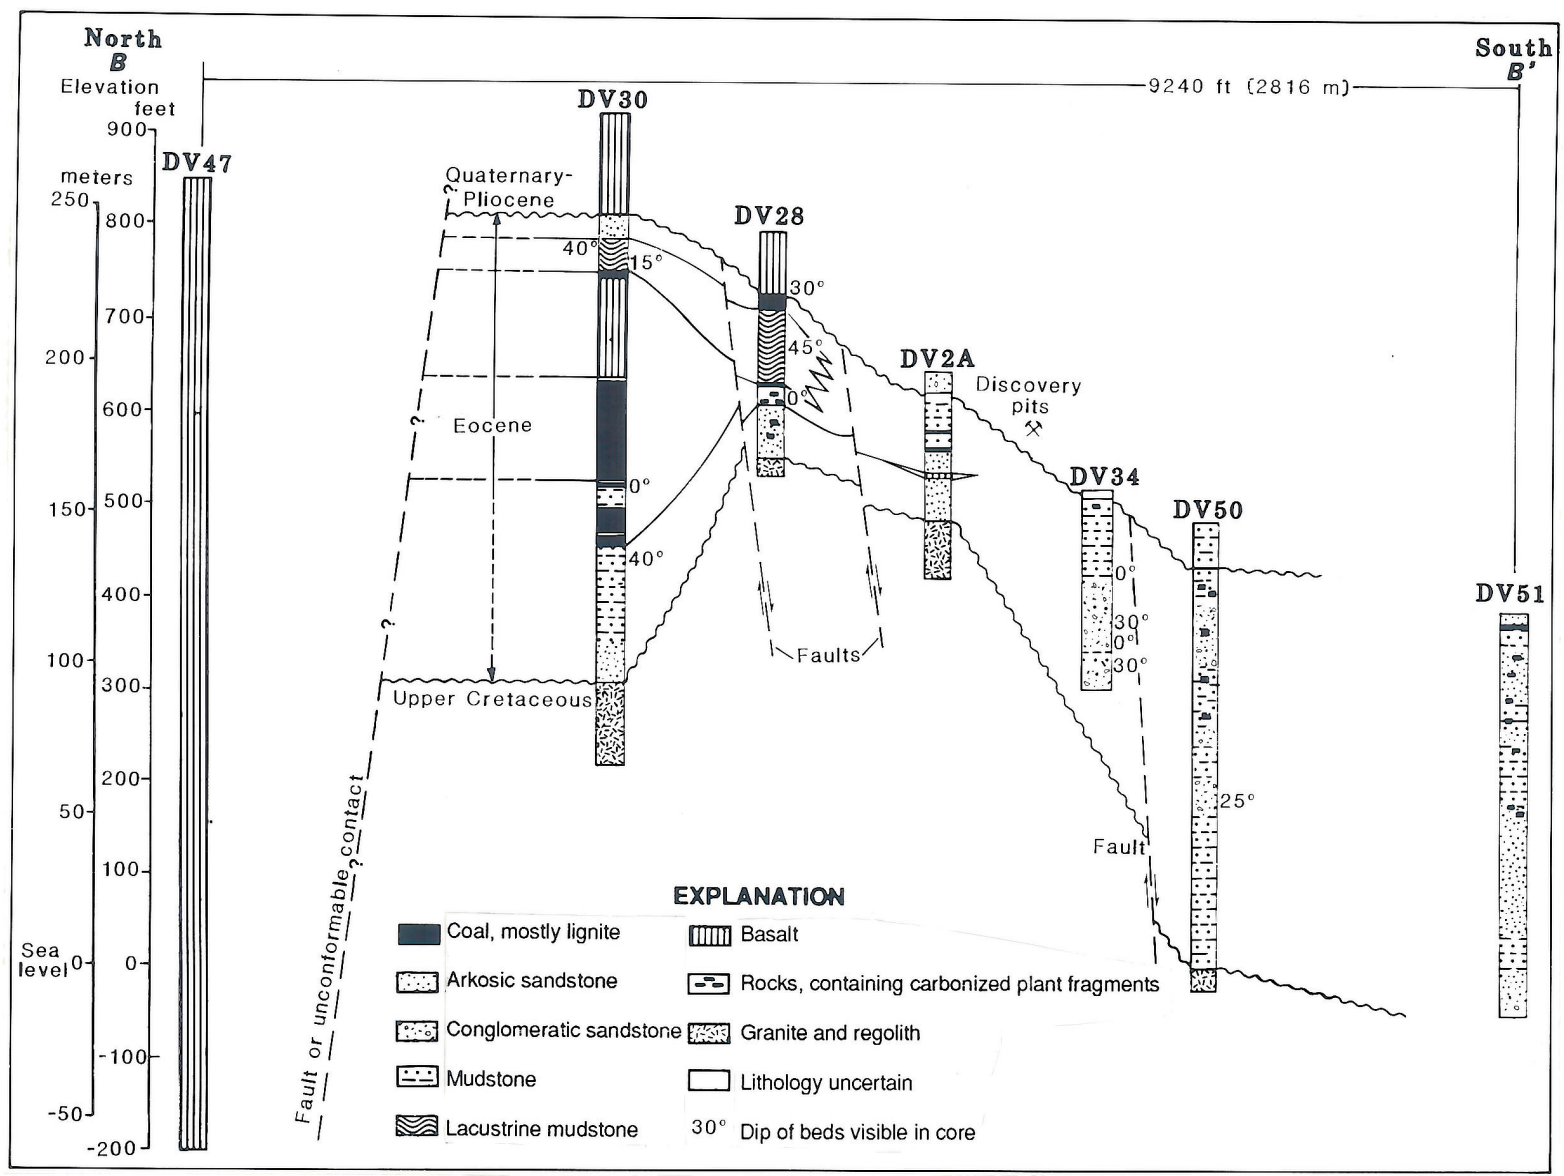 North
B
South
B'
Elevation
feet
9240 ft (2816 m)
meters
900
800
700
600
500
400
300
200
100
0
-100
-200
250
200
150
100
50
0
-50
Sea
level
DV47
DV30
DV28
DV2A
DV34
DV50
DV51
Quaternary-
Pliocene
?
40°
15°
30°
45°
0°
Discovery
pits
?
Eocene
0°
40°
?
0°
30°
0°
30°
Faults
Upper Cretaceous
25°
Fault
?
Fault or unconformable contact
EXPLANATION
Coal, mostly lignite
Arkosic sandstone
Conglomeratic sandstone
Mudstone
Lacustrine mudstone
Basalt
Rocks, containing carbonized plant fragments
Granite and regolith
Lithology uncertain
30° Dip of beds visible in core